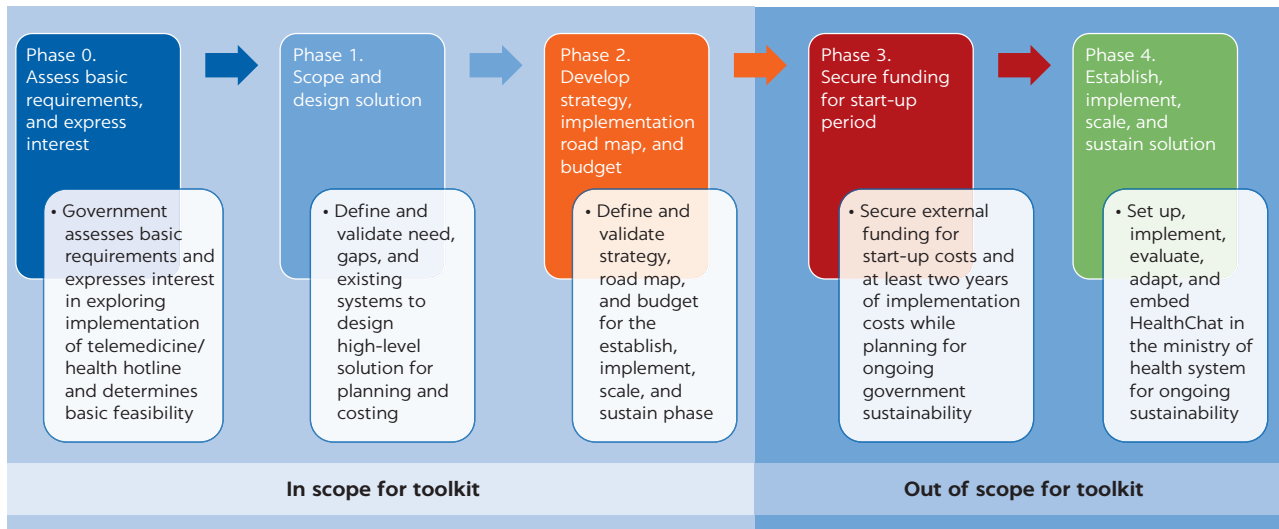 Phase 0.
Assess basic
requirements,
and express
interest
• Government
assesses basic
requirements and
expresses interest
in exploring
implementation
of telemedicine/
health hotline
and determines
basic feasibility
Phase 1.
Scope and
design solution
• Define and
validate need,
gaps, and
existing
systems to
design
high-level
solution for
planning and
costing
Phase 2.
Develop
strategy,
implementation
road map, and
budget
• Define and
validate
strategy,
road map,
and budget
for the
establish,
implement,
scale, and
sustain phase
Phase 3.
Secure funding
for start-up
period
• Secure external
funding for
start-up costs and
at least two years
of implementation
costs while
planning for
ongoing
government
sustainability
Phase 4.
Establish,
implement,
scale, and
sustain solution
• Set up,
implement,
evaluate,
adapt, and
embed
HealthChat in
the ministry of
health system
for ongoing
sustainability
In scope for toolkit
Out of scope for toolkit